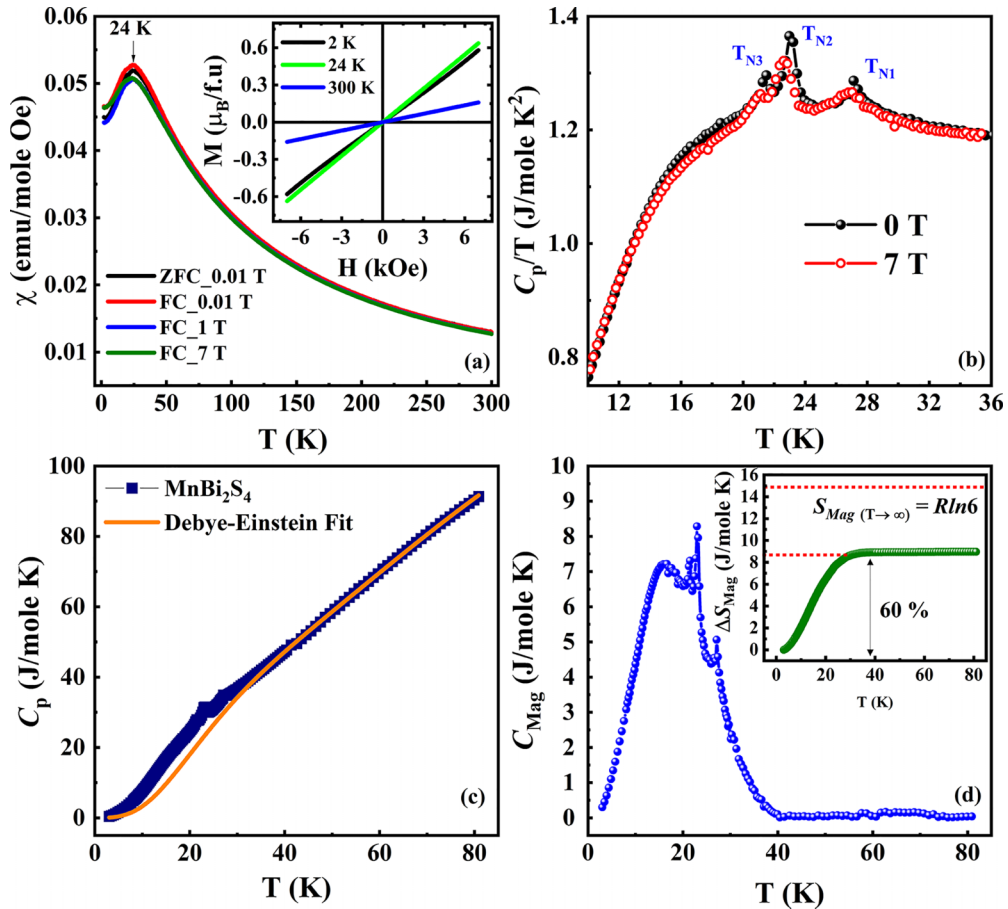 0.06
0.05
0.04
0.03
0.02
0.01
χ (emu/mole Oe)
24 K
ZFC_0.01 T
FC_0.01 T
FC_1 T
FC_7 T
0 50 100 150 200 250 300
T (K)
(a)
0.6
0.3
0.0
-0.3
-0.6
M (μB/f.u)
2 K
24 K
300 K
-6 -3 0 3 6
H (kOe)
1.4
1.2
1.0
0.8
Cp/T (J/mole K²)
TN3
TN2
TN1
0 T
7 T
12 16 20 24 28 32 36
T (K)
(b)
100
80
60
40
20
0
Cp (J/mole K)
MnBi₂S₄
Debye-Einstein Fit
0 20 40 60 80
T (K)
(c)
10
9
8
7
6
5
4
3
2
1
0
CMag (J/mole K)
0 20 40 60 80
T (K)
(d)
16
14
12
10
8
6
4
2
0
ΔSMag (J/mole K)
SMag (T→∞) = Rln6
60 %
0 20 40 60 80
T (K)